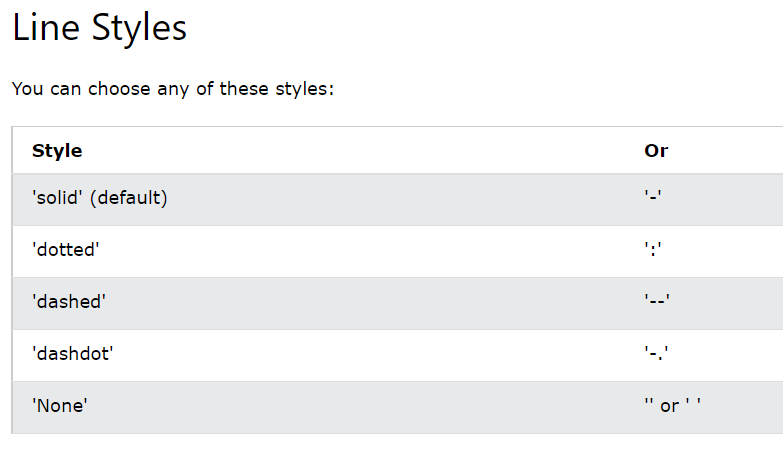 Line Styles
You can choose any of these styles:
Style Or
'solid' (default) '-'
'dotted' ':'
'dashed' '--'
'dashdot' '-.'
'None' '' or ' '